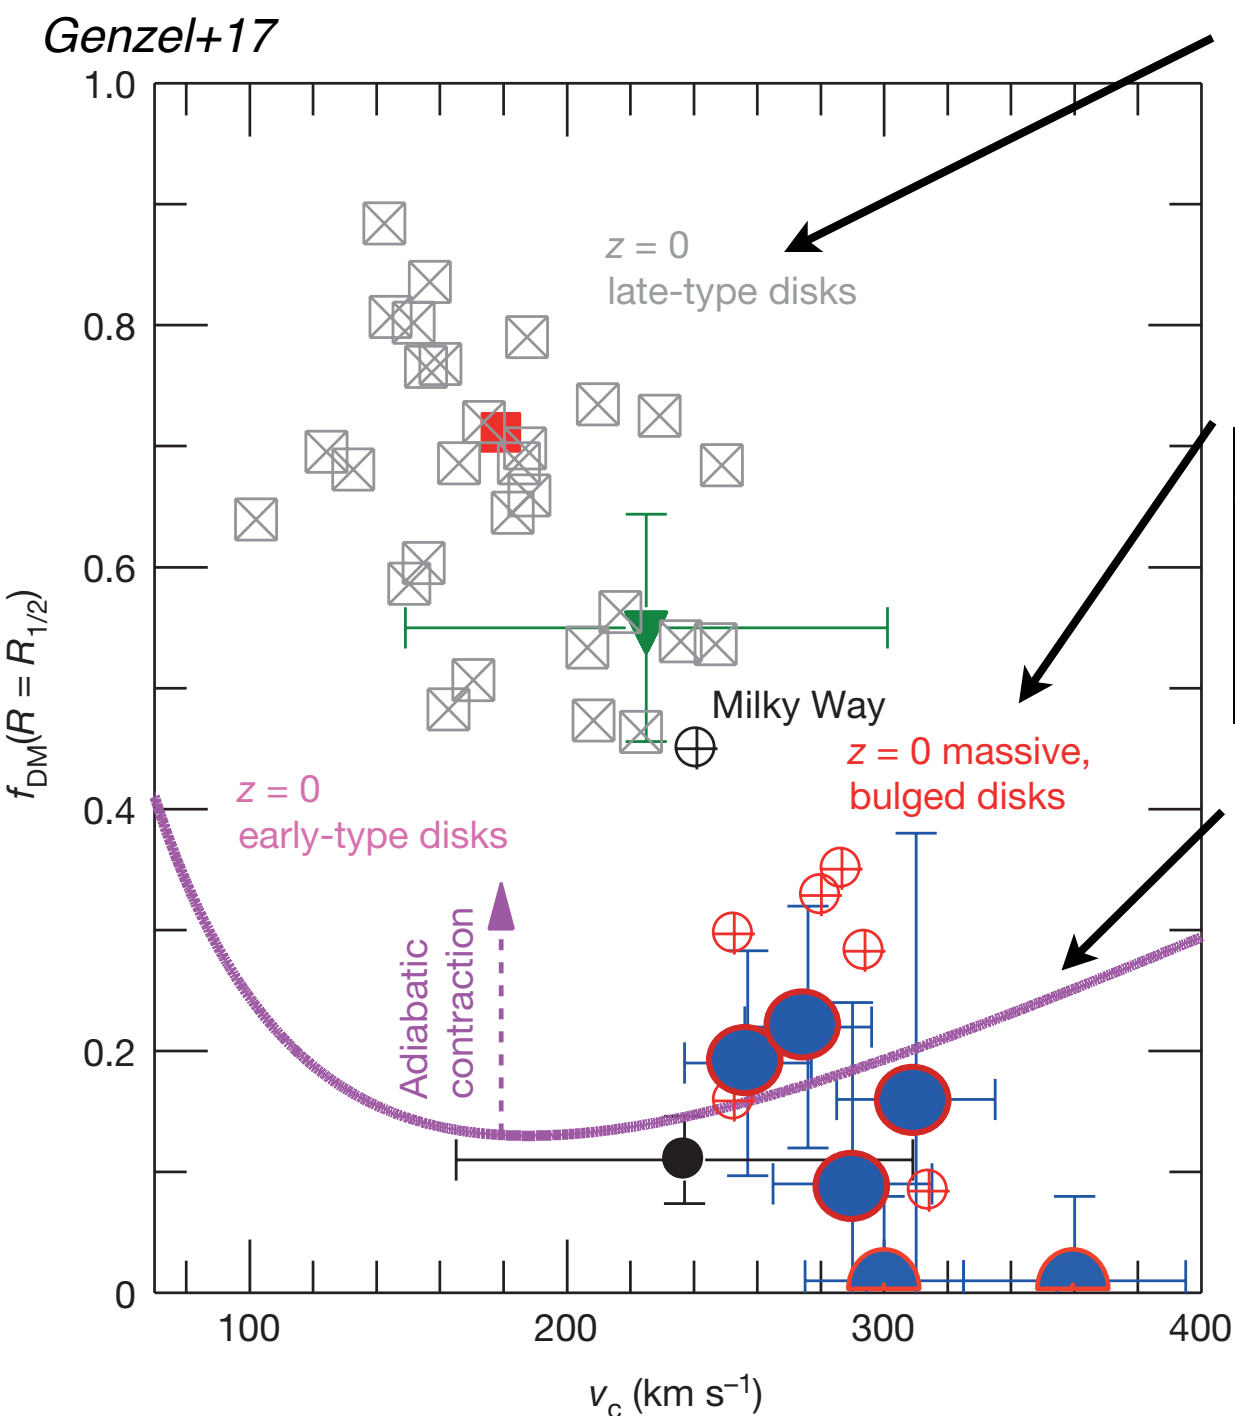 Genzel+17
1.0
0.8
0.6
0.4
0.2
0
f_DM(R = R_1/2)
z = 0
late-type disks
Milky Way
z = 0 massive,
bulged disks
z = 0
early-type disks
Adiabatic
contraction
100
200
300
400
v_c (km s⁻¹)